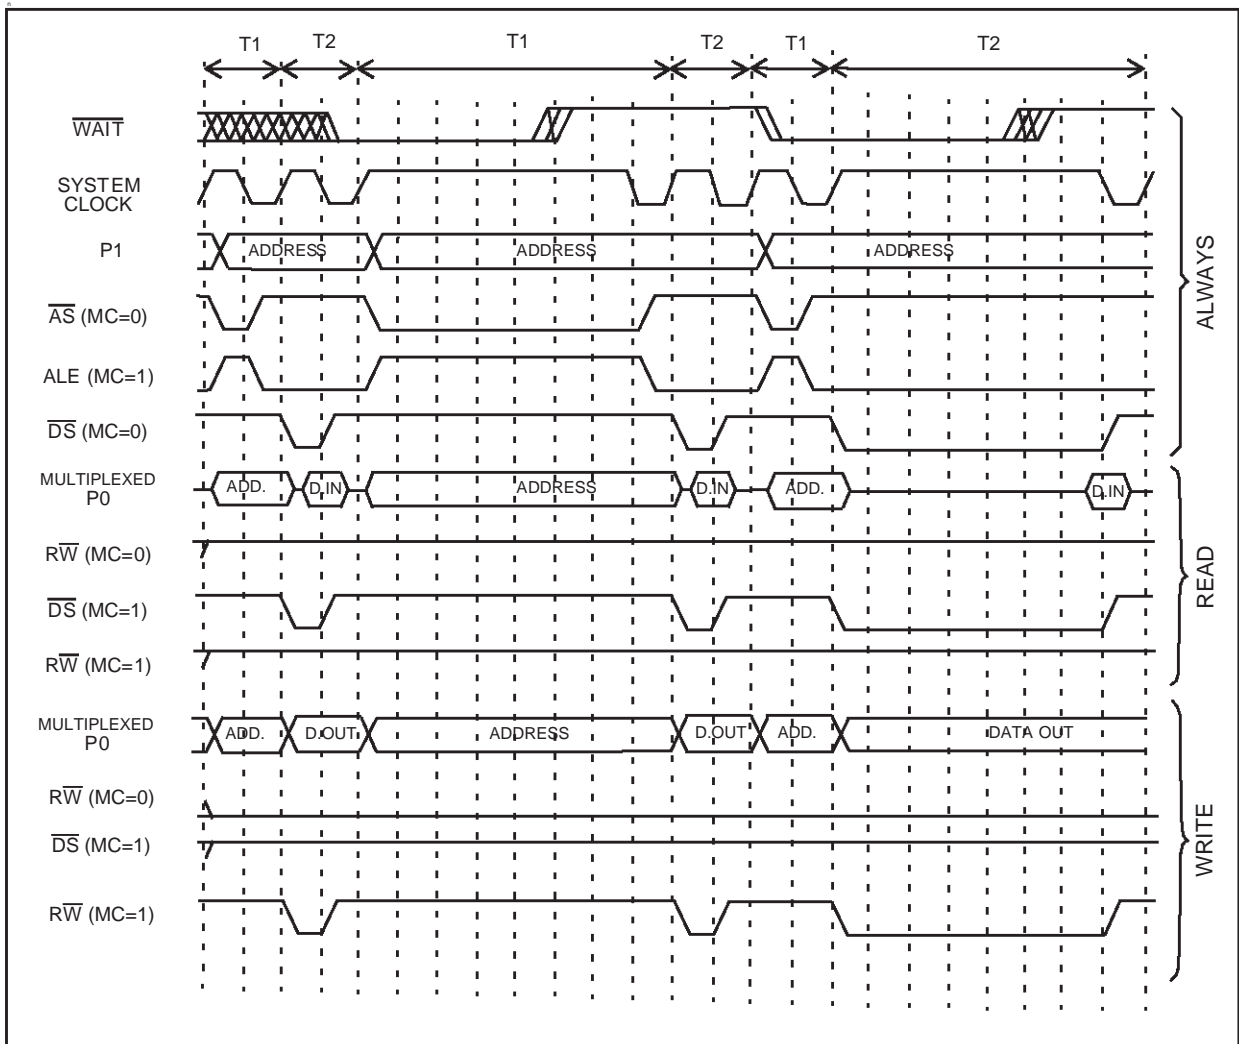 T1 T2 T1 T2 T1 T2
WAIT
SYSTEM
CLOCK
P1 ADDRESS ADDRESS ADDRESS
AS (MC=0)
ALE (MC=1)
DS (MC=0)
ALWAYS
MULTIPLEXED
P0 ADD. D.IN ADDRESS D.IN ADD. D.IN
RW (MC=0)
DS (MC=1)
RW (MC=1)
READ
MULTIPLEXED
P0 ADD. D.OUT ADDRESS D.OUT ADD. DATA OUT
RW (MC=0)
DS (MC=1)
RW (MC=1)
WRITE